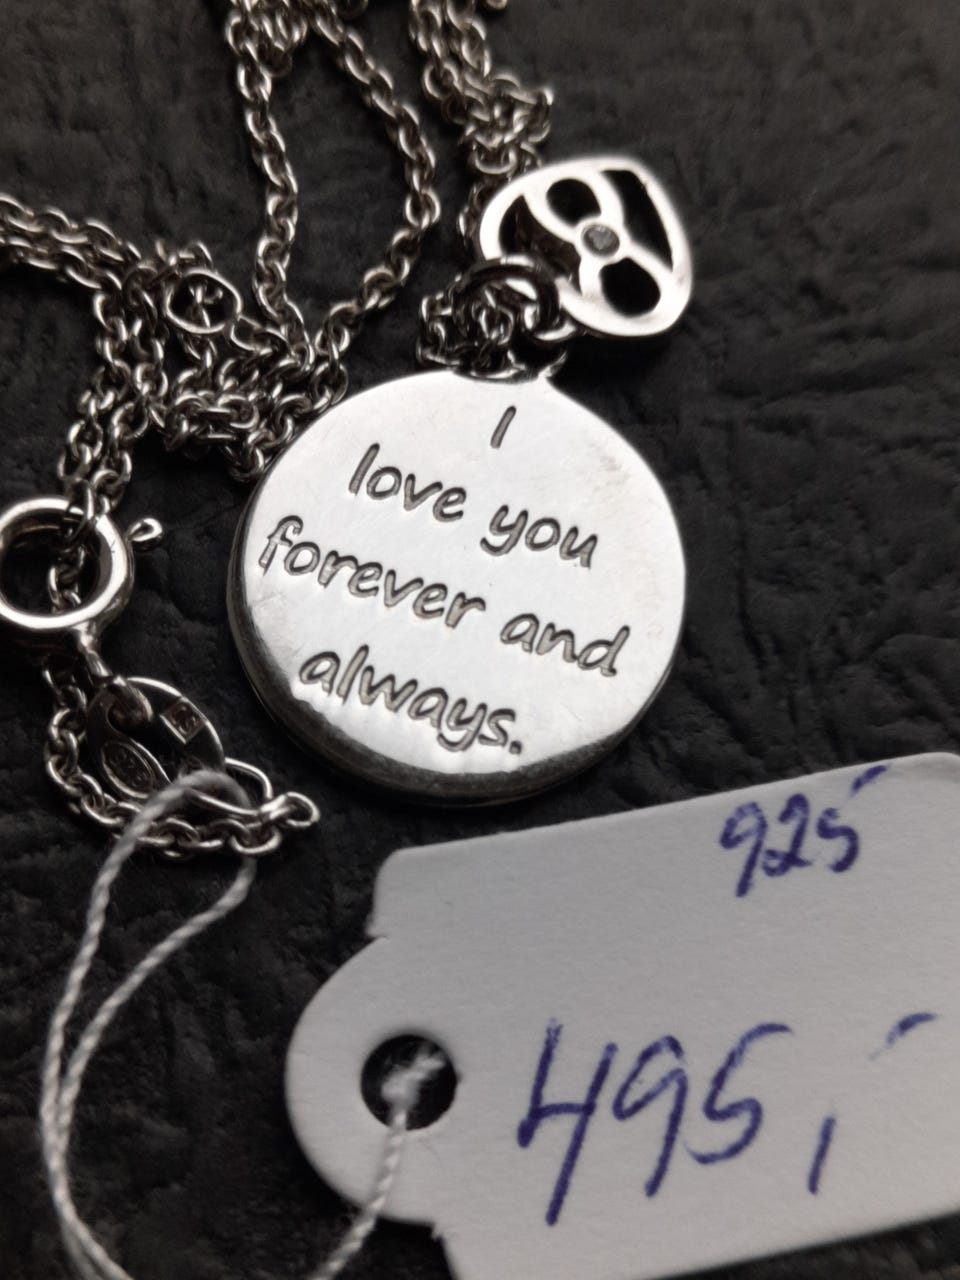 I
love you
forever and
always.
925
495,-